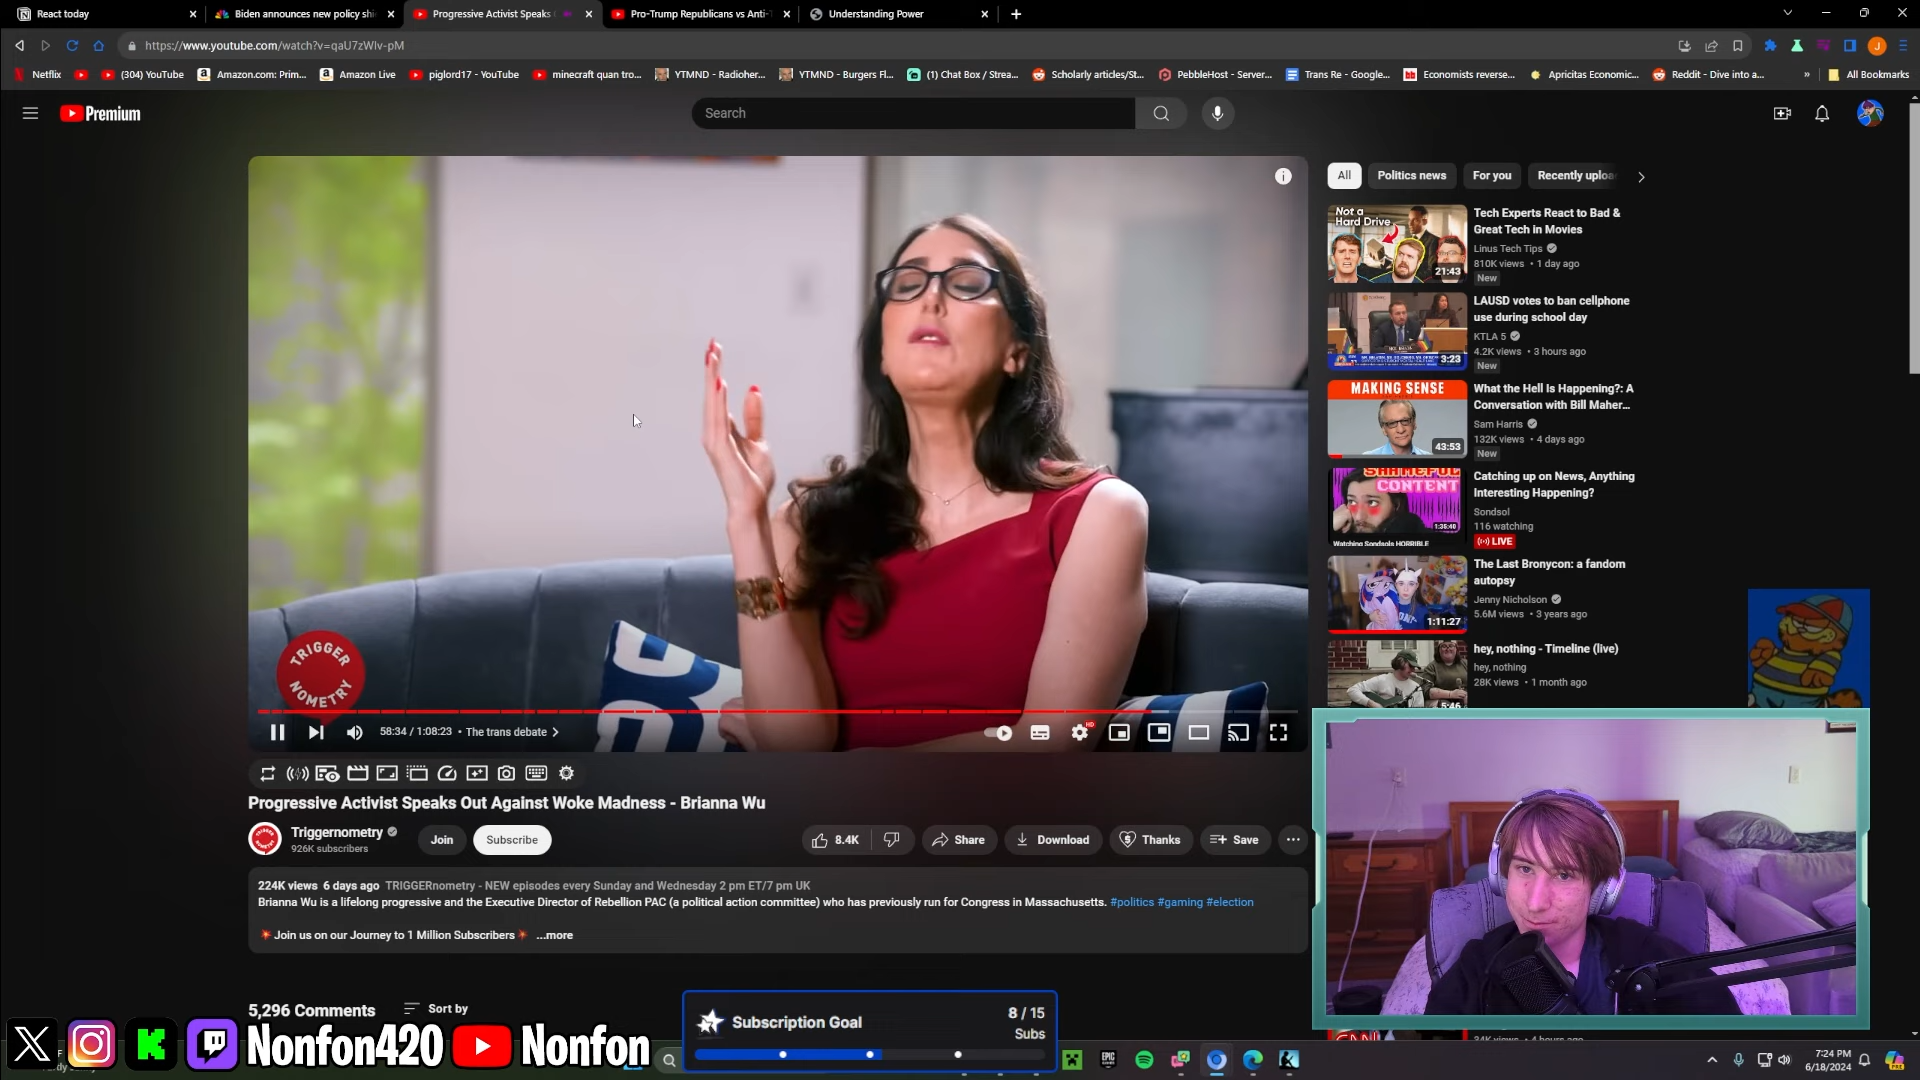 React today
Biden announces new policy shi
Progressive Activist Speaks
Pro-Trump Republicans vs Anti-T
Understanding Power
https://www.youtube.com/watch?v=qaU7zWlv-pM
J
Netflix
(304) YouTube
Amazon.com: Prim...
Amazon Live
piglord17 - YouTube
minecraft quan tro...
YTMND - Radioher...
YTMND - Burgers Fl...
(1) Chat Box / Strea...
Scholarly articles/St...
PebbleHost - Server...
Trans Re - Google...
Economists reverse...
Apricitas Economic...
Reddit - Dive into a...
»
All Bookmarks
Premium
Search
All
Politics news
For you
Recently uploa
Not a
Hard Drive
21:43
Tech Experts React to Bad &
Great Tech in Movies
Linus Tech Tips
810K views • 1 day ago
New
3:23
LAUSD votes to ban cellphone
use during school day
KTLA 5
4.2K views • 3 hours ago
New
MAKING SENSE
43:53
What the Hell Is Happening?: A
Conversation with Bill Maher...
Sam Harris
132K views • 4 days ago
New
SHAMEFUL
CONTENT
1:36:40
Watching Sondsols HORRIBLE
Catching up on News, Anything
Interesting Happening?
Sondsol
116 watching
LIVE
1:11:27
The Last Bronycon: a fandom
autopsy
Jenny Nicholson
5.6M views • 3 years ago
5:46
hey, nothing - Timeline (live)
hey, nothing
28K views • 1 month ago
TRIGGER
NOMETRY
58:34 / 1:08:23 • The trans debate
HD
Progressive Activist Speaks Out Against Woke Madness - Brianna Wu
Triggernometry
926K subscribers
Join
Subscribe
8.4K
Share
Download
Thanks
Save
224K views 6 days ago TRIGGERnometry - NEW episodes every Sunday and Wednesday 2 pm ET/7 pm UK
Brianna Wu is a lifelong progressive and the Executive Director of Rebellion PAC (a political action committee) who has previously run for Congress in Massachusetts. #politics #gaming #election
Join us on our Journey to 1 Million Subscribers ...more
5,296 Comments
Sort by
Nonfon420
Nonfon
Subscription Goal
8 / 15
Subs
EPIC
7:24 PM
6/18/2024